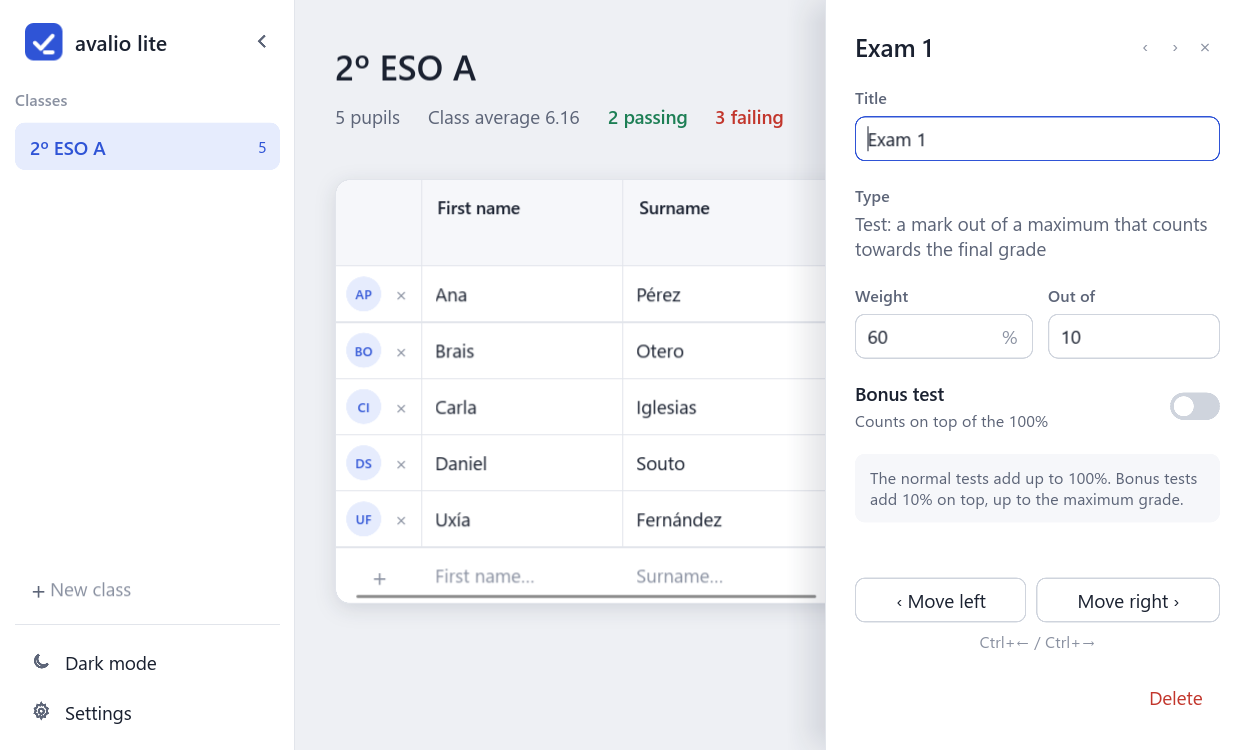 avalio lite
Classes
2º ESO A
5
+ New class
Dark mode
Settings
2º ESO A
5 pupils Class average 6.16 2 passing 3 failing
First name Surname
AP × Ana Pérez
BO × Brais Otero
CI × Carla Iglesias
DS × Daniel Souto
UF × Uxía Fernández
+ First name... Surname...
Exam 1
‹ › ×
Title
Exam 1
Type
Test: a mark out of a maximum that counts
towards the final grade
Weight Out of
60 % 10
Bonus test
Counts on top of the 100%
The normal tests add up to 100%. Bonus tests
add 10% on top, up to the maximum grade.
‹ Move left Move right ›
Ctrl+← / Ctrl+→
Delete